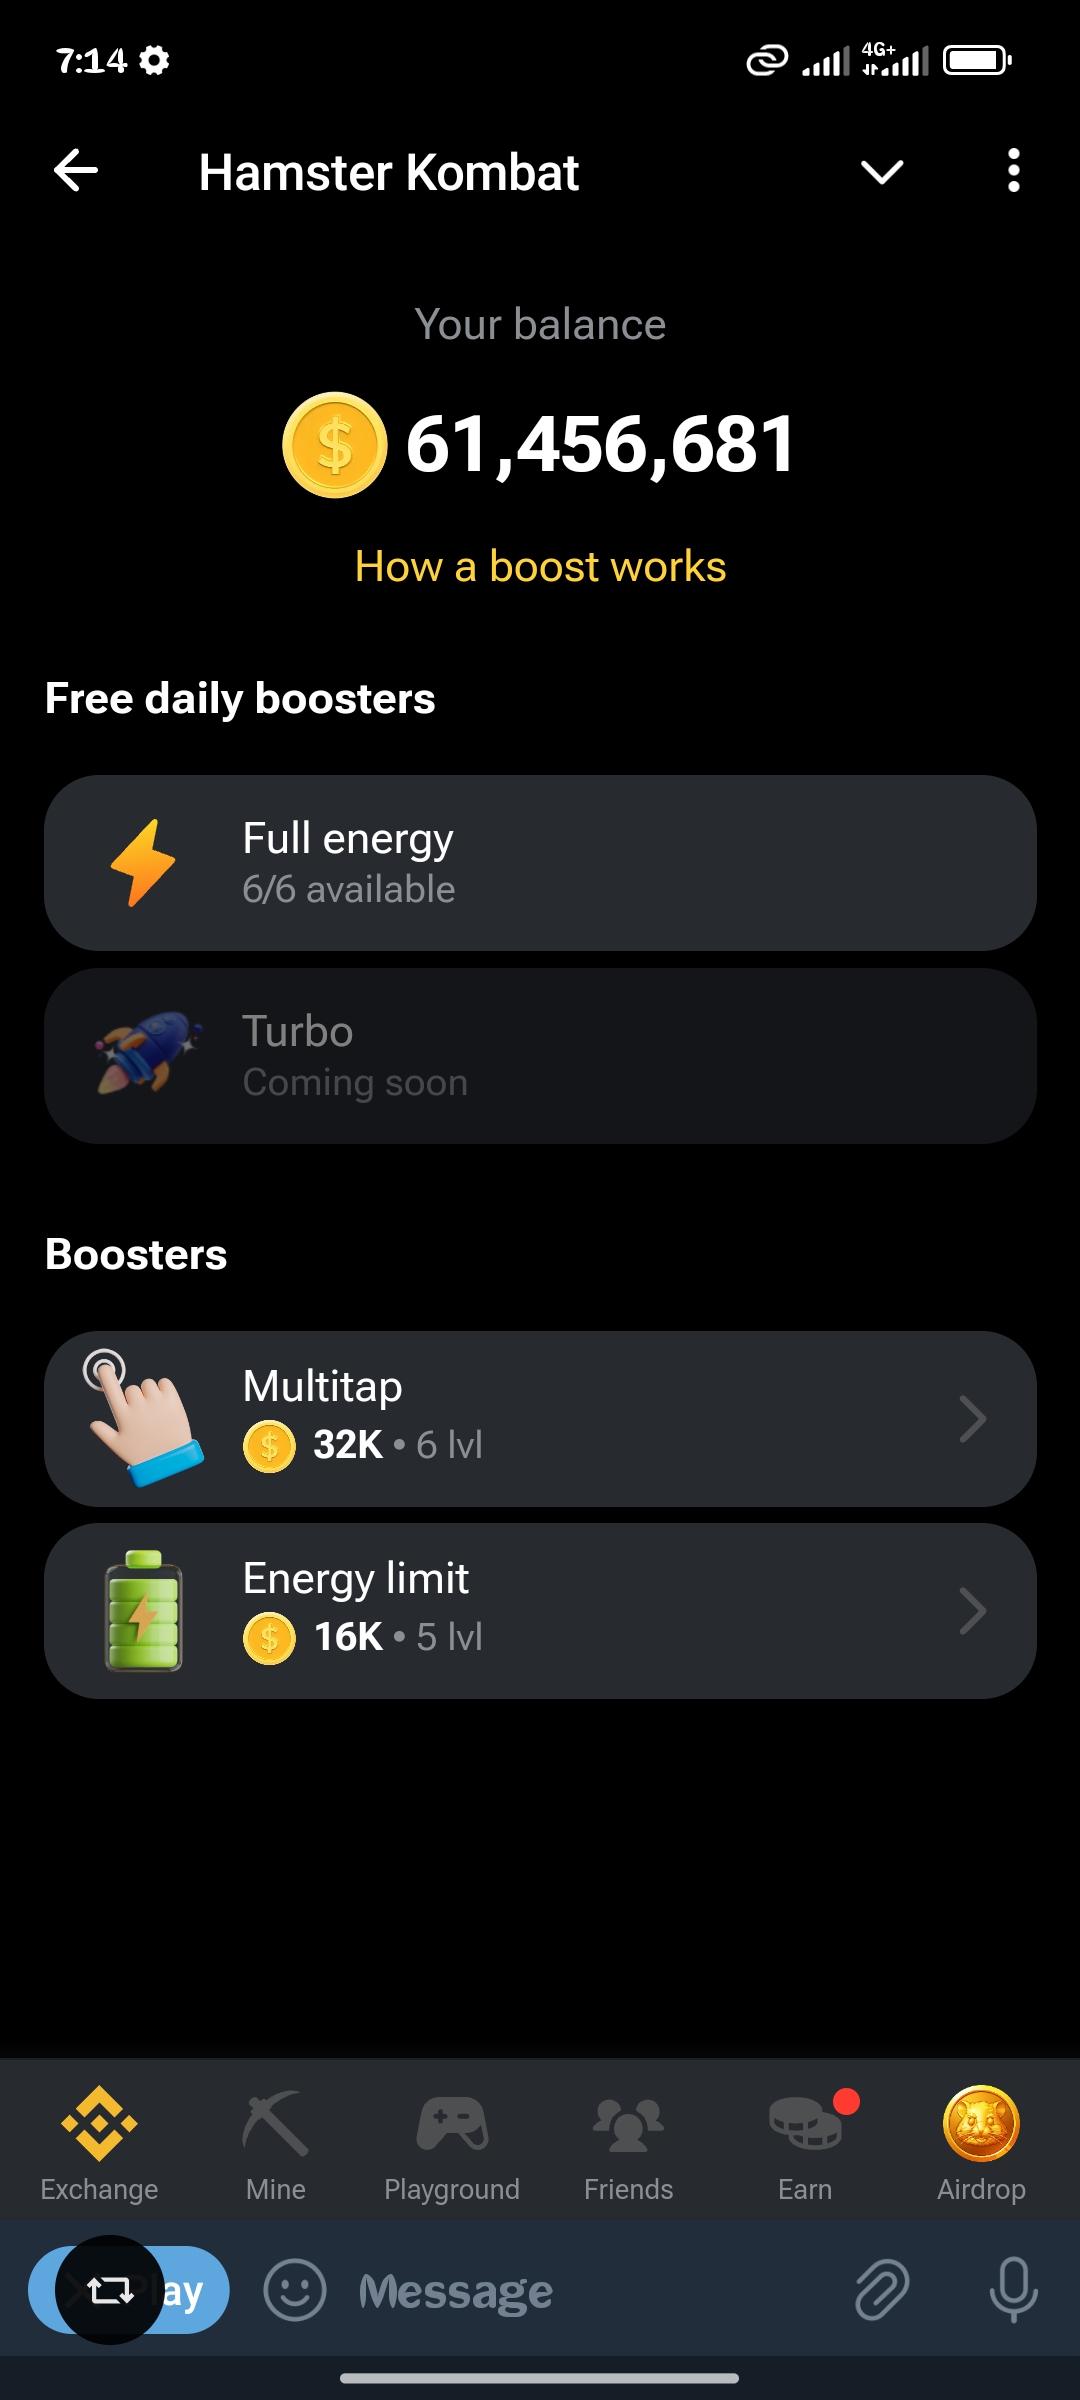 7:14
4G+
Hamster Kombat
Your balance
61,456,681
How a boost works
Free daily boosters
Full energy
6/6 available
Turbo
Coming soon
Boosters
Multitap
32K • 6 lvl
Energy limit
16K • 5 lvl
Exchange
Mine
Playground
Friends
Earn
Airdrop
lay
Message